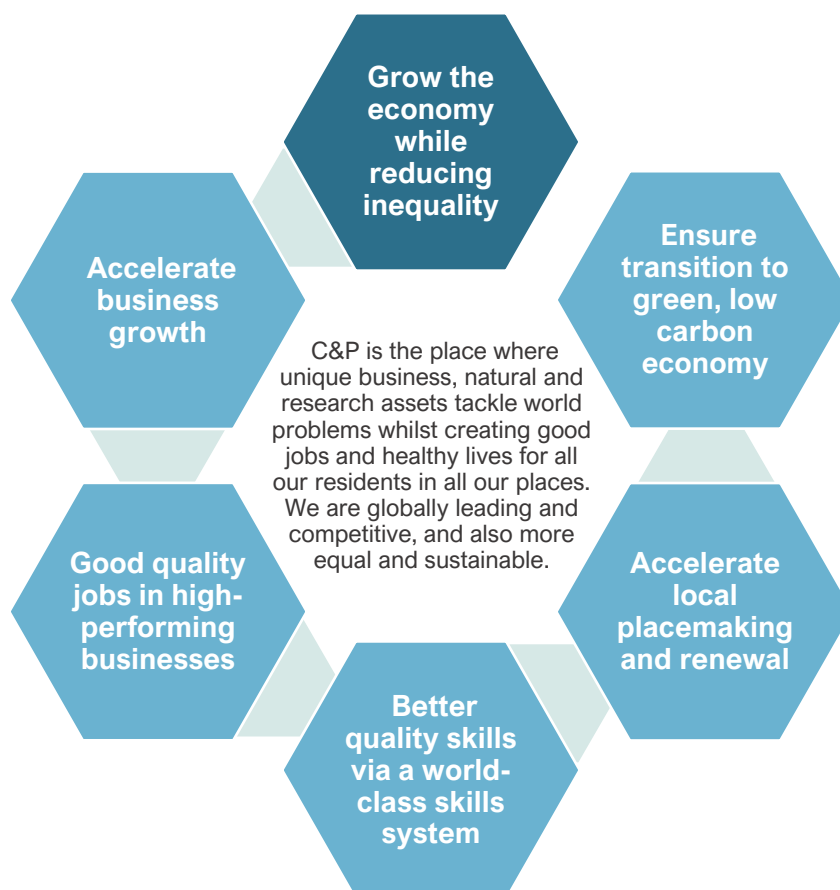 Grow the
economy
while
reducing
inequality
Ensure
transition to
green, low
carbon
economy
Accelerate
business
growth
C&P is the place where
unique business, natural and
research assets tackle world
problems whilst creating good
jobs and healthy lives for all
our residents in all our places.
We are globally leading and
competitive, and also more
equal and sustainable.
Good quality
jobs in high-
performing
businesses
Accelerate
local
placemaking
and renewal
Better
quality skills
via a world-
class skills
system